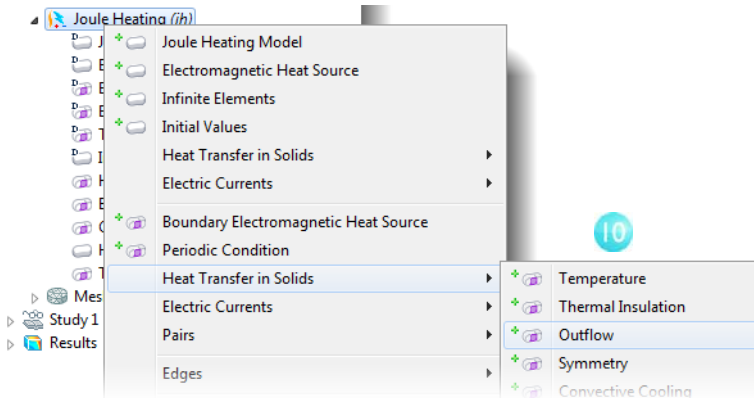 Joule Heating (jh)
Joule Heating Model
Electromagnetic Heat Source
Infinite Elements
Initial Values
Heat Transfer in Solids
Electric Currents
Boundary Electromagnetic Heat Source
Periodic Condition
Heat Transfer in Solids
Electric Currents
Pairs
Edges
10
Temperature
Thermal Insulation
Outflow
Symmetry
Convective Cooling
Mes
Study 1
Results